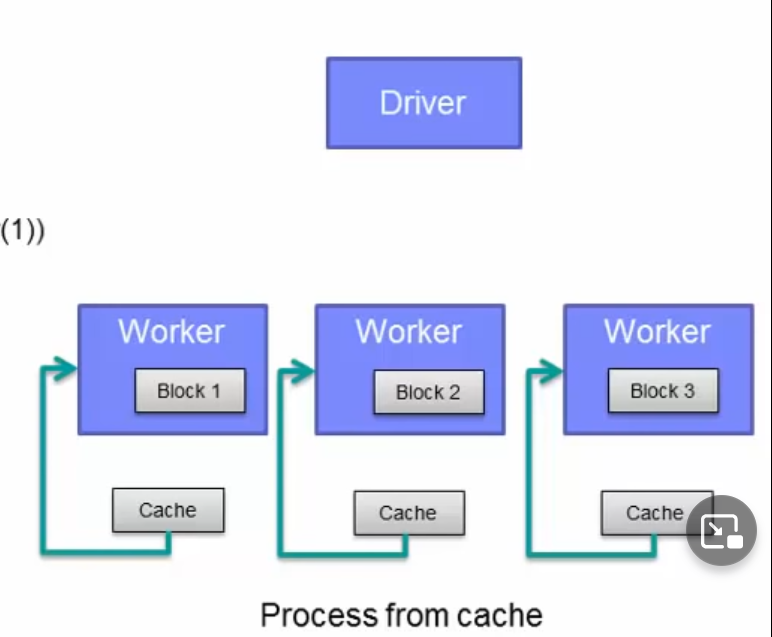 Driver
(1))
Worker
Worker
Worker
Block 1
Block 2
Block 3
Cache
Cache
Cache
Process from cache